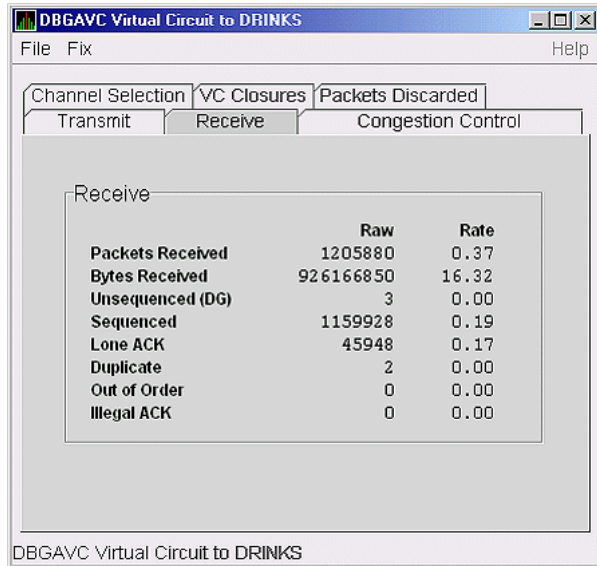 DBGAVC Virtual Circuit to DRINKS
File Fix Help
Channel Selection VC Closures Packets Discarded
Transmit Receive Congestion Control
Receive
Raw Rate
Packets Received 1205880 0.37
Bytes Received 926166850 16.32
Unsequenced (DG) 3 0.00
Sequenced 1159928 0.19
Lone ACK 45948 0.17
Duplicate 2 0.00
Out of Order 0 0.00
Illegal ACK 0 0.00
DBGAVC Virtual Circuit to DRINKS